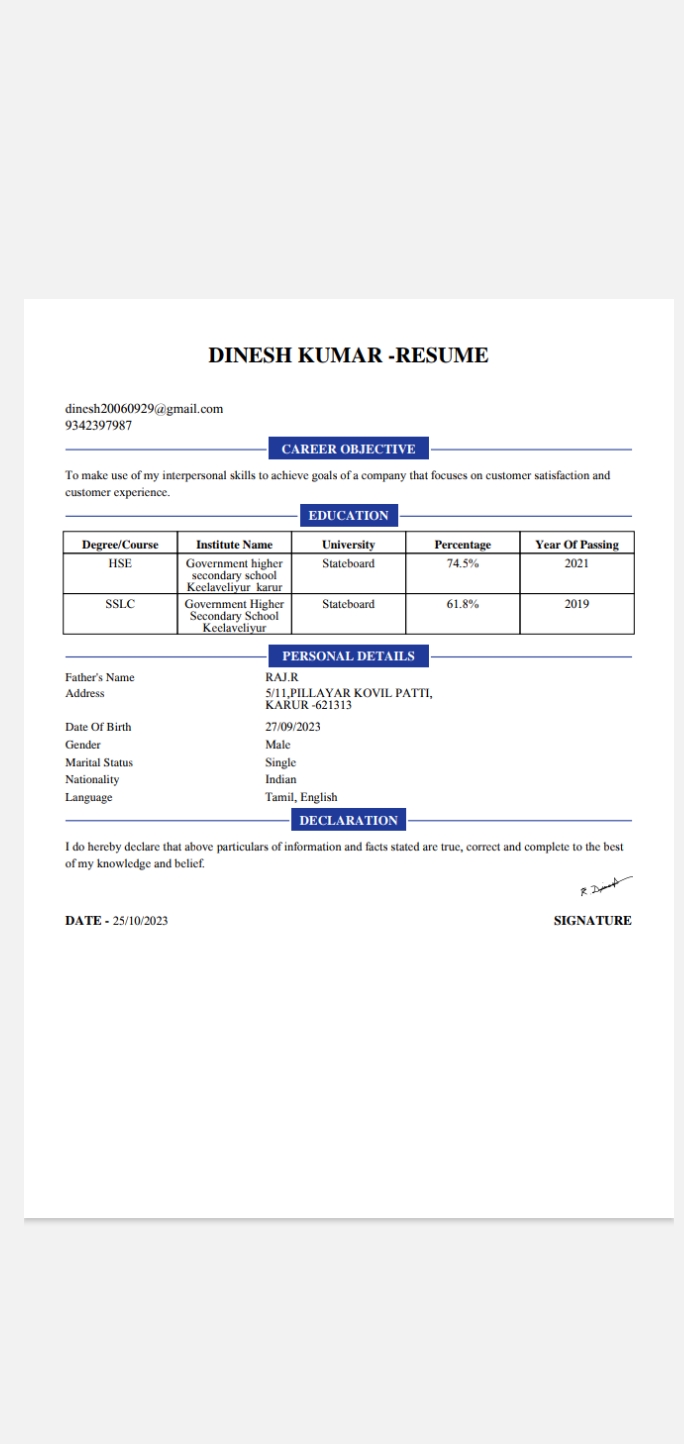 DINESH KUMAR -RESUME
dinesh20060929@gmail.com
9342397987
CAREER OBJECTIVE
To make use of my interpersonal skills to achieve goals of a company that focuses on customer satisfaction and
customer experience.
EDUCATION
Degree/Course Institute Name University Percentage Year Of Passing
HSE Government higher secondary school Keelaveliyur karur Stateboard 74.5% 2021
SSLC Government Higher Secondary School Keelaveliyur Stateboard 61.8% 2019
PERSONAL DETAILS
Father's Name RAJ.R
Address 5/11,PILLAYAR KOVIL PATTI,
KARUR -621313
Date Of Birth 27/09/2023
Gender Male
Marital Status Single
Nationality Indian
Language Tamil, English
DECLARATION
I do hereby declare that above particulars of information and facts stated are true, correct and complete to the best
of my knowledge and belief.
R. Dinesh
DATE - 25/10/2023 SIGNATURE